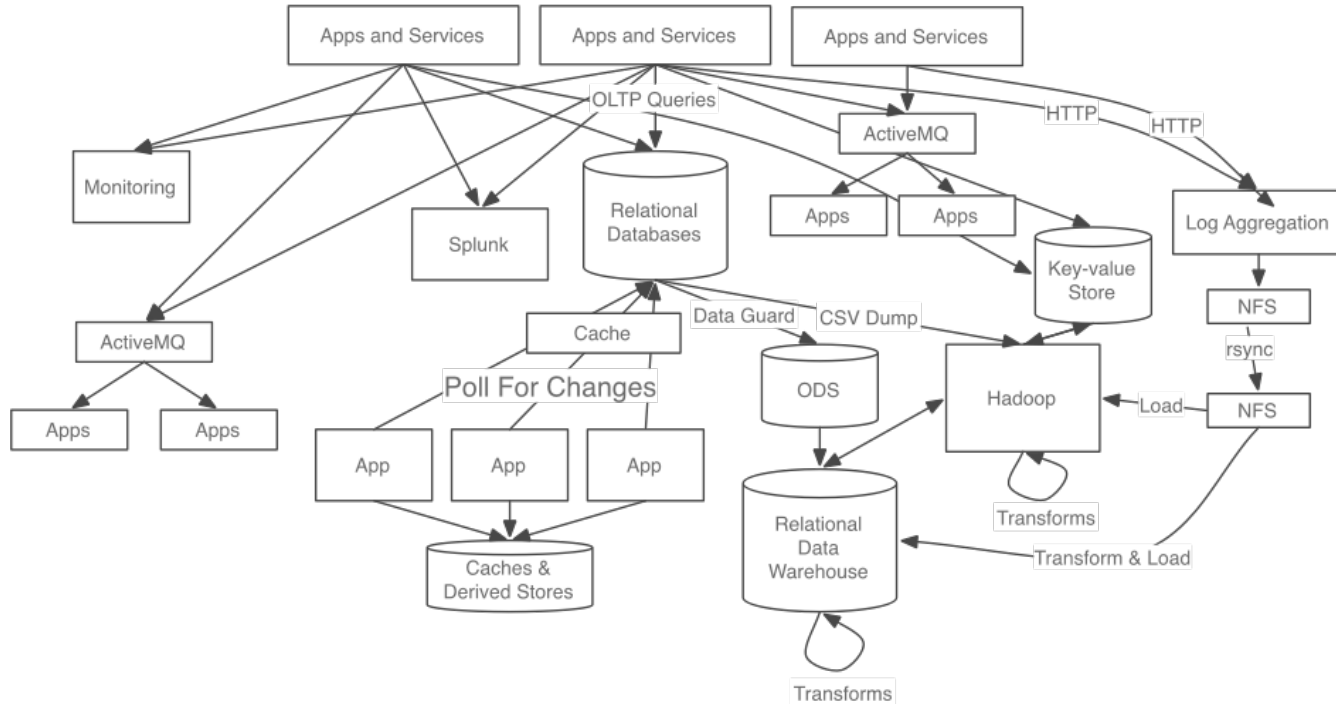 Apps and Services
Apps and Services
Apps and Services
OLTP Queries
HTTP
HTTP
ActiveMQ
Monitoring
Relational
Databases
Splunk
Apps
Apps
Log Aggregation
Key-value
Store
NFS
ActiveMQ
Cache
Data Guard
CSV Dump
rsync
Poll For Changes
ODS
Hadoop
Load
NFS
Apps
Apps
App
App
App
Transforms
Relational
Data
Warehouse
Transform & Load
Caches &
Derived Stores
Transforms